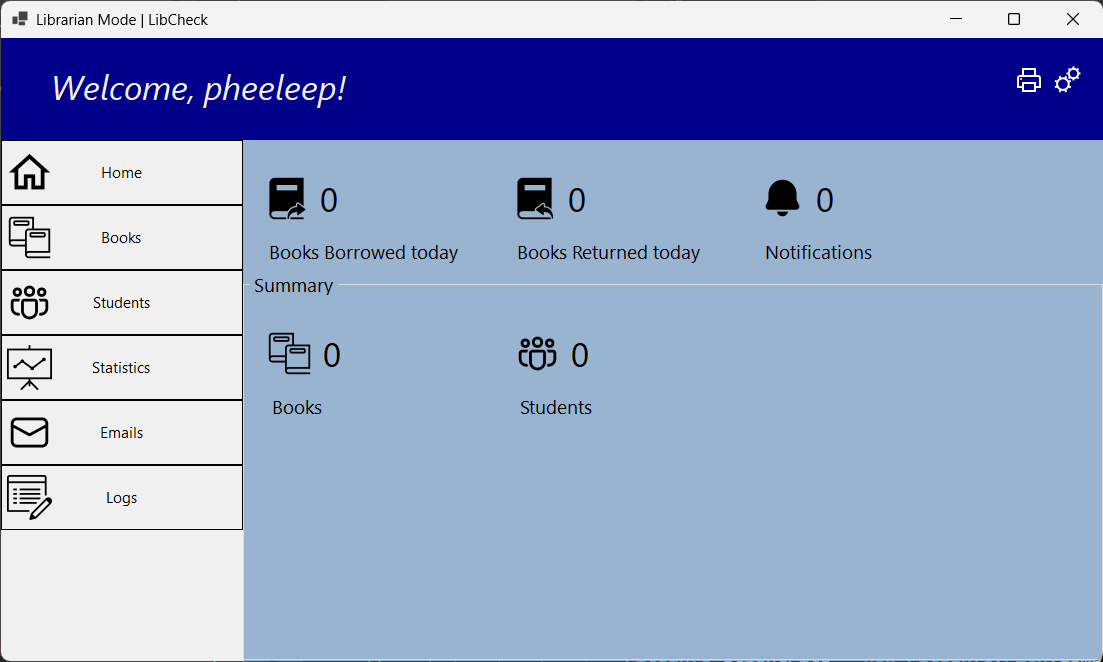 Librarian Mode | LibCheck
Welcome, pheeleep!
Home
Books
Students
Statistics
Emails
Logs
0
0
0
Books Borrowed today
Books Returned today
Notifications
Summary
0
0
Books
Students